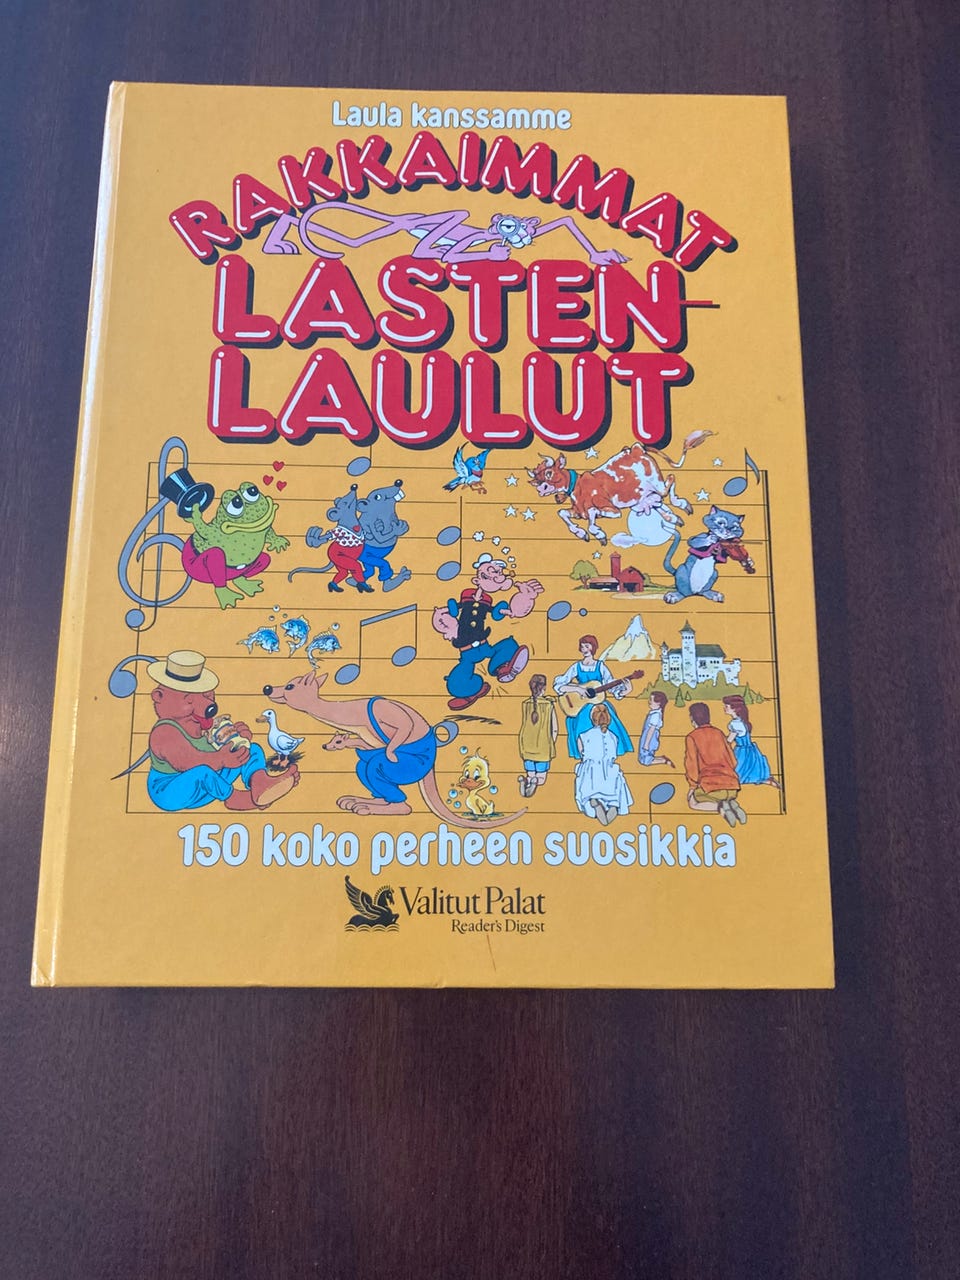 Laula kanssamme
RAKKAIMMAT
LASTEN-
LAULUT
150 koko perheen suosikkia
Valitut Palat
Reader's Digest